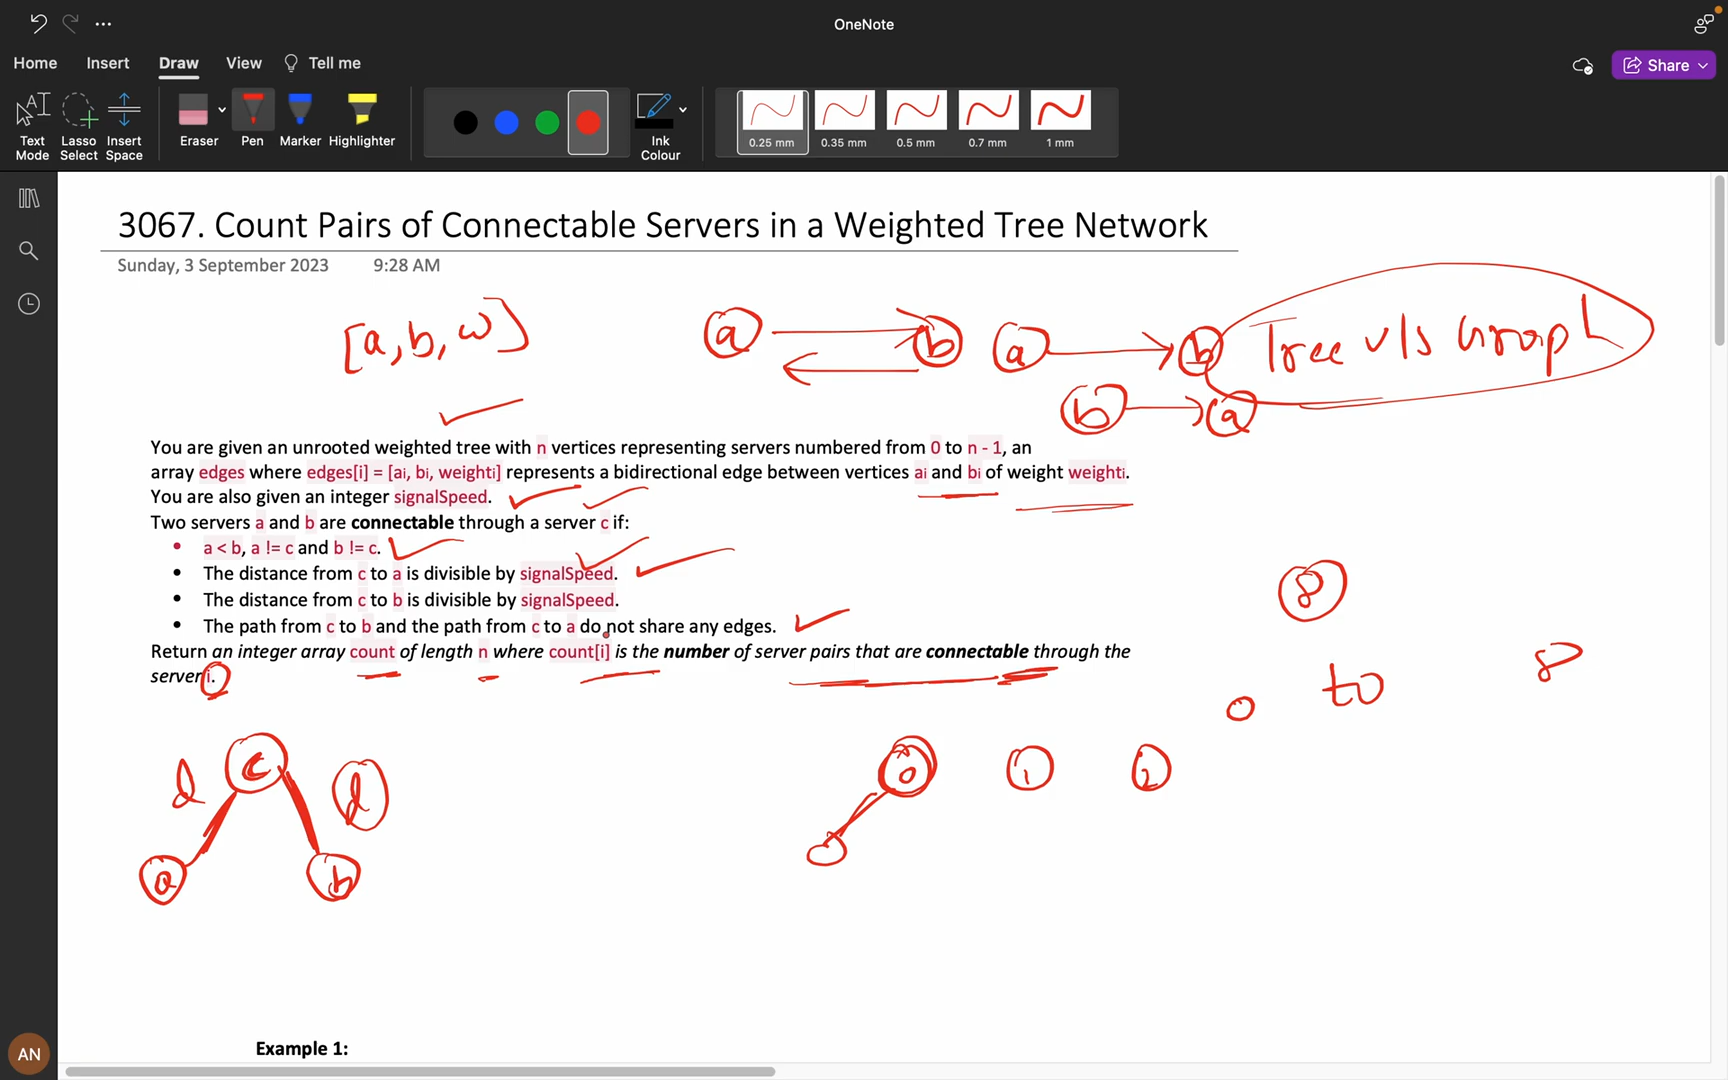 OneNote
Home Insert Draw View Tell me
Share
Text Mode
Lasso Select
Insert Space
Eraser
Pen
Marker
Highlighter
Ink Colour
0.25 mm
0.35 mm
0.5 mm
0.7 mm
1 mm
3067. Count Pairs of Connectable Servers in a Weighted Tree Network
Sunday, 3 September 2023 9:28 AM
[a, b, w]
a b a b Tree v/s Graph
b a
You are given an unrooted weighted tree with n vertices representing servers numbered from 0 to n - 1, an
array edges where edges[i] = [ai, bi, weighti] represents a bidirectional edge between vertices ai and bi of weight weighti.
You are also given an integer signalSpeed.
Two servers a and b are connectable through a server c if:
• a < b, a != c and b != c.
• The distance from c to a is divisible by signalSpeed.
• The distance from c to b is divisible by signalSpeed.
• The path from c to b and the path from c to a do not share any edges.
Return an integer array count of length n where count[i] is the number of server pairs that are connectable through the
server i.
8
0 to 8
d c d
a b
0 1 2
Example 1:
AN